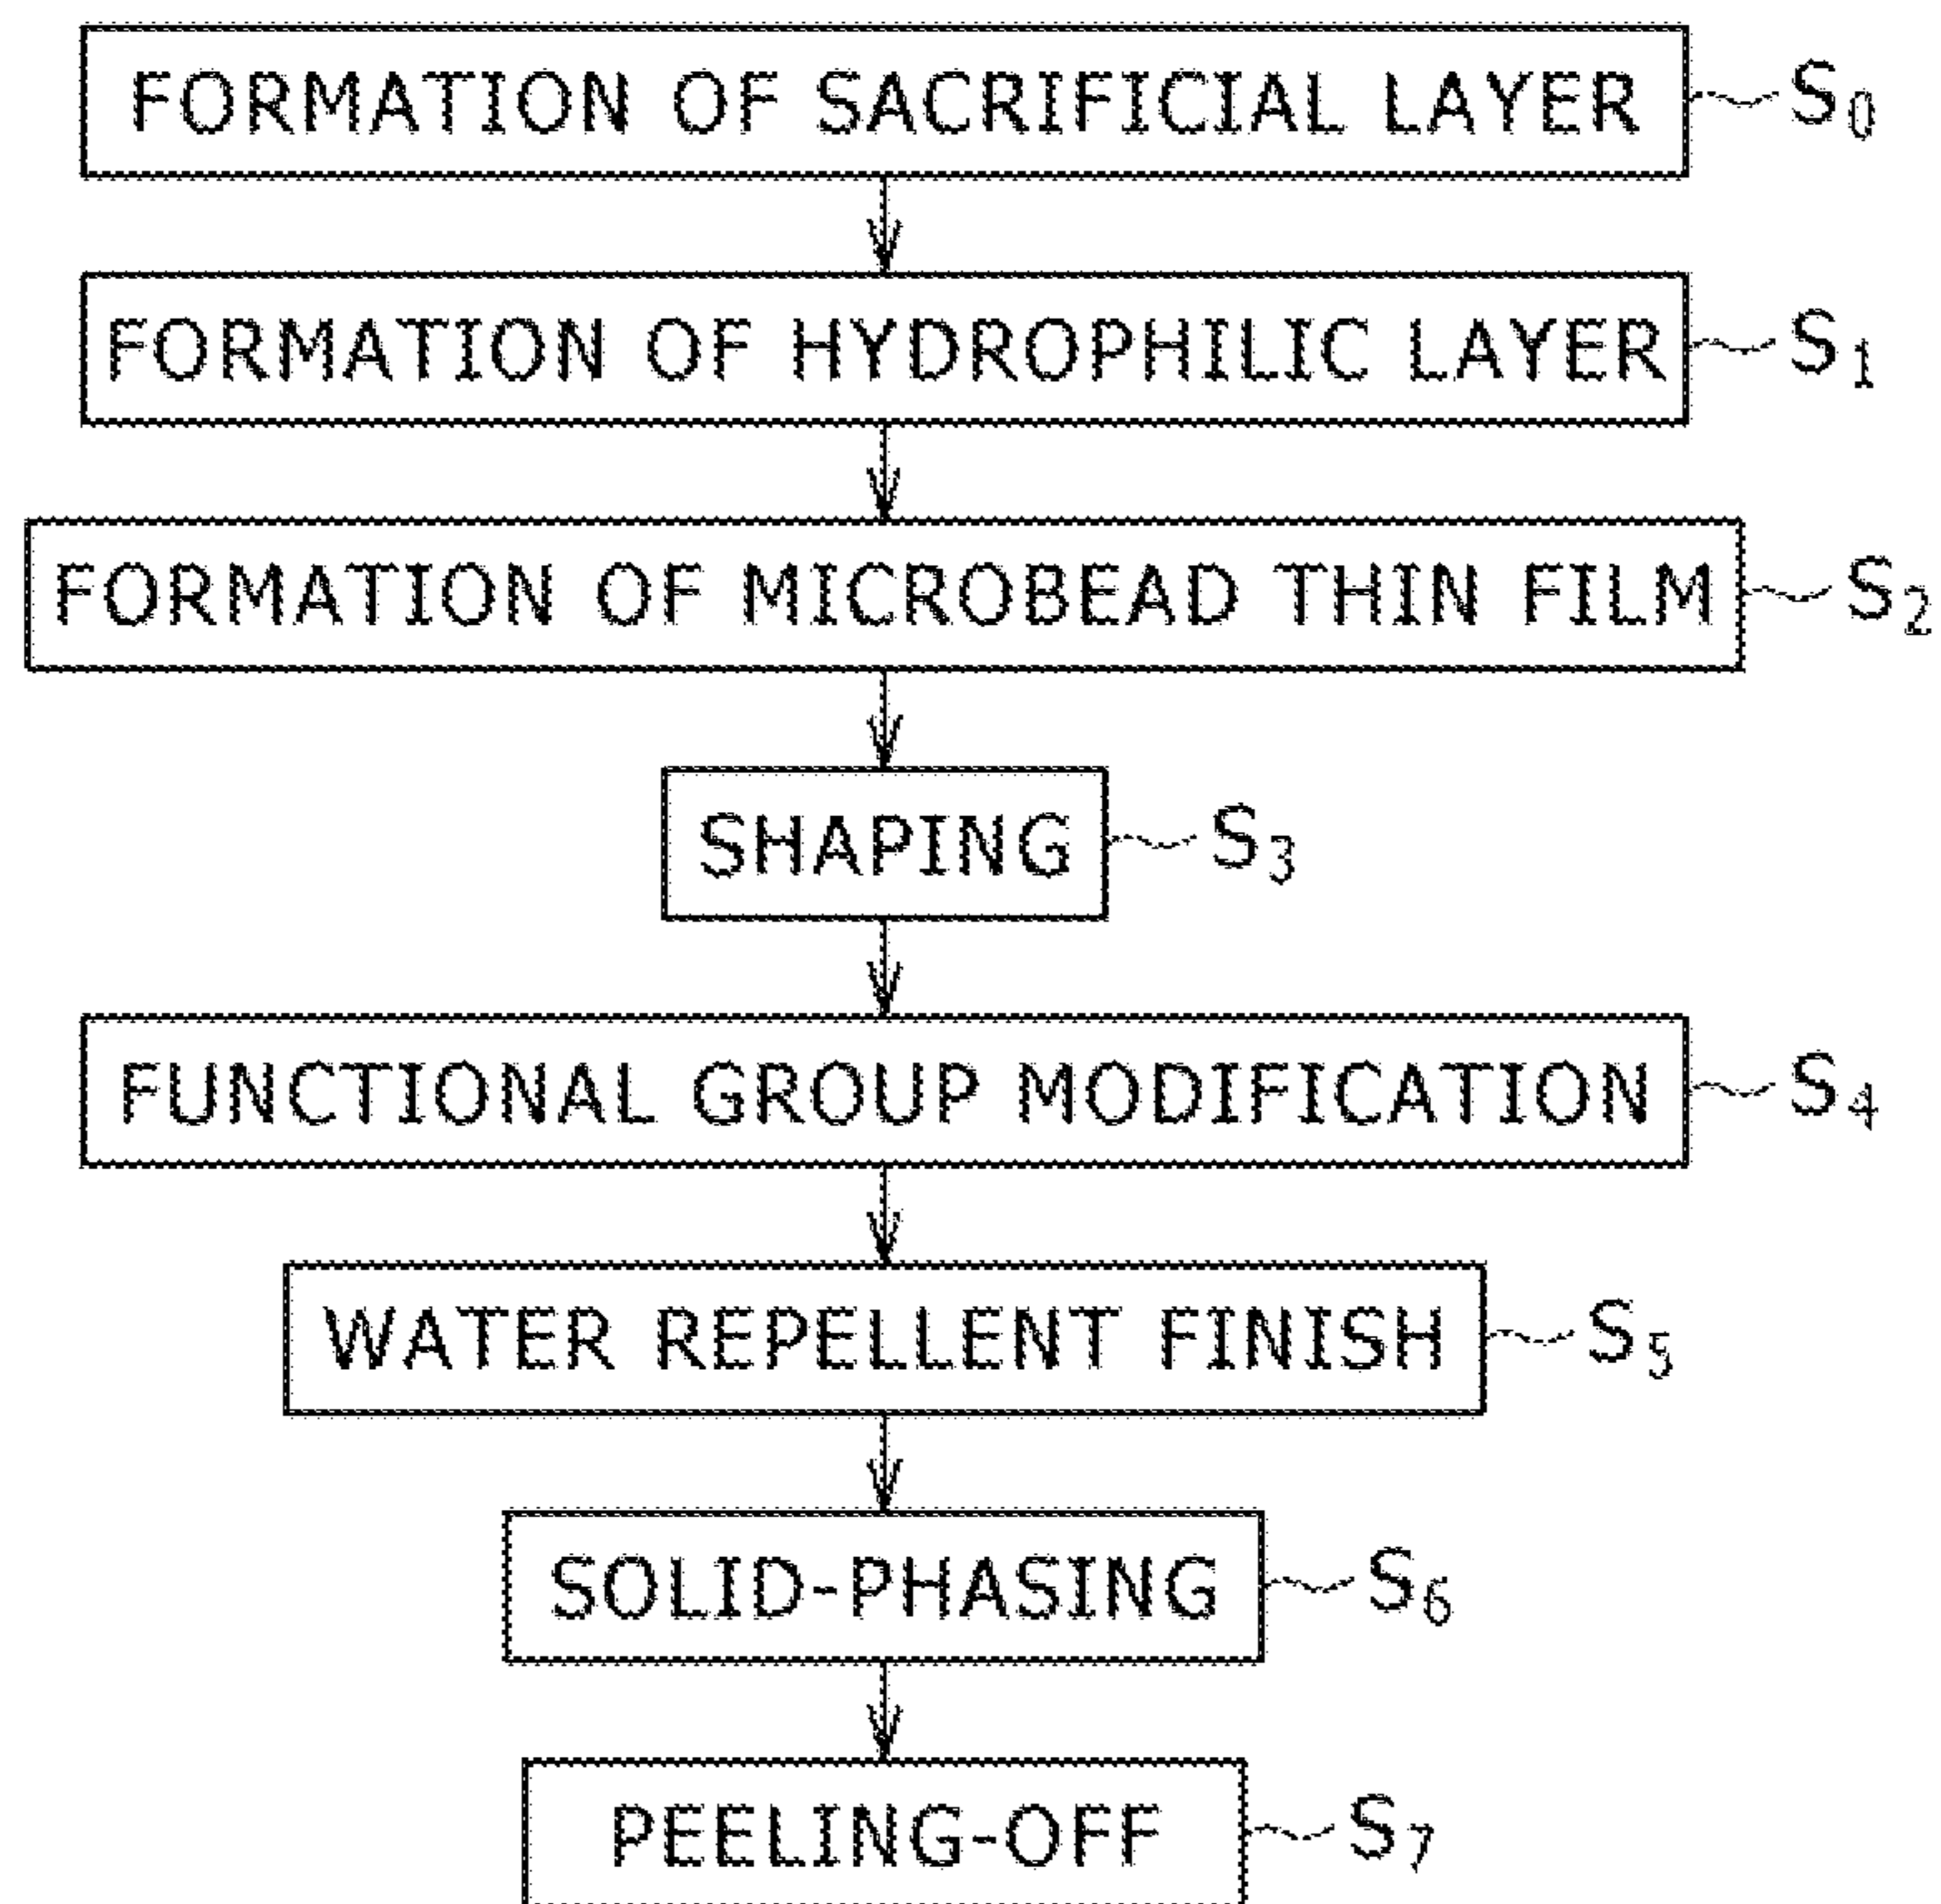 FORMATION OF SACRIFICIAL LAYER S0
FORMATION OF HYDROPHILIC LAYER S1
FORMATION OF MICROBEAD THIN FILM S2
SHAPING S3
FUNCTIONAL GROUP MODIFICATION S4
WATER REPELLENT FINISH S5
SOLID-PHASING S6
PEELING-OFF S7